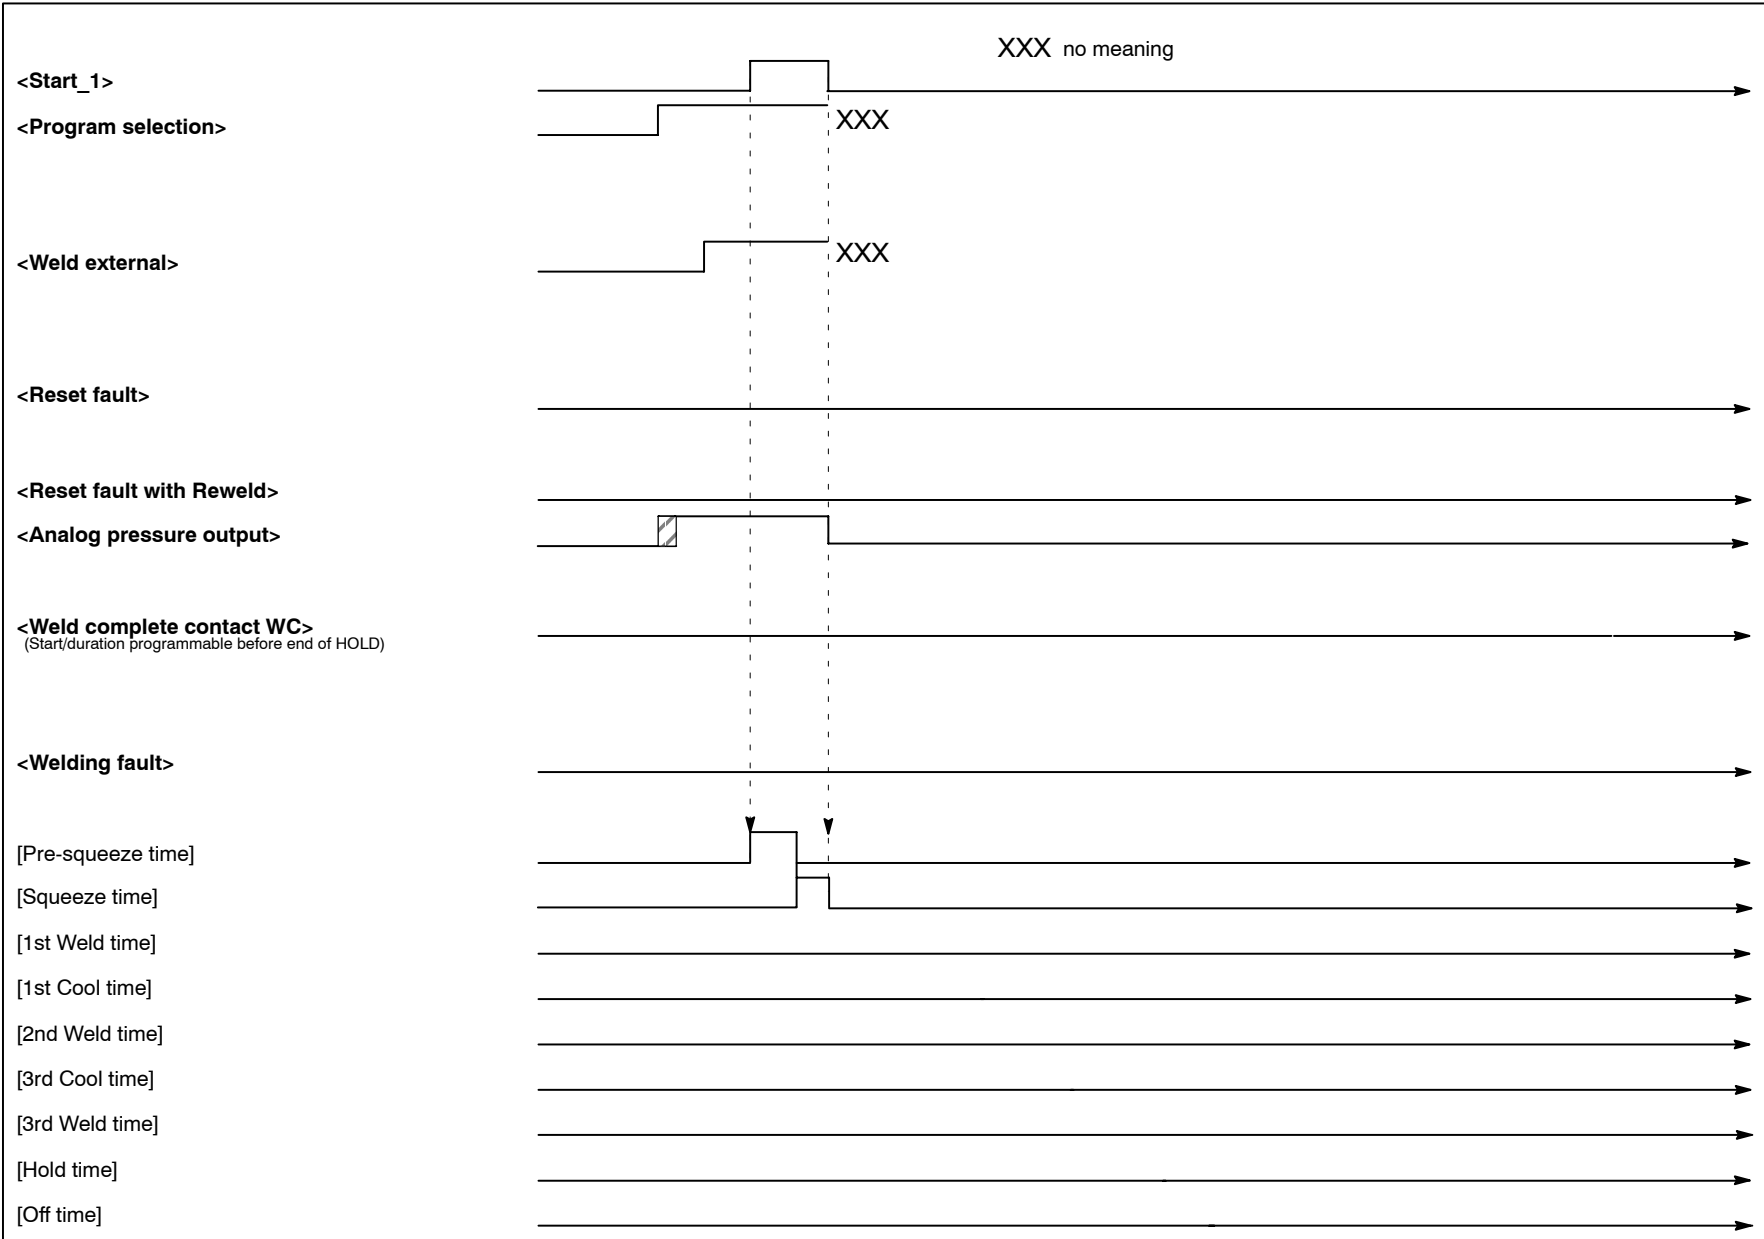 XXX no meaning
<Start_1>
<Program selection>
XXX
<Weld external>
XXX
<Reset fault>
<Reset fault with Reweld>
<Analog pressure output>
<Weld complete contact WC>
(Start/duration programmable before end of HOLD)
<Welding fault>
[Pre-squeeze time]
[Squeeze time]
[1st Weld time]
[1st Cool time]
[2nd Weld time]
[3rd Cool time]
[3rd Weld time]
[Hold time]
[Off time]